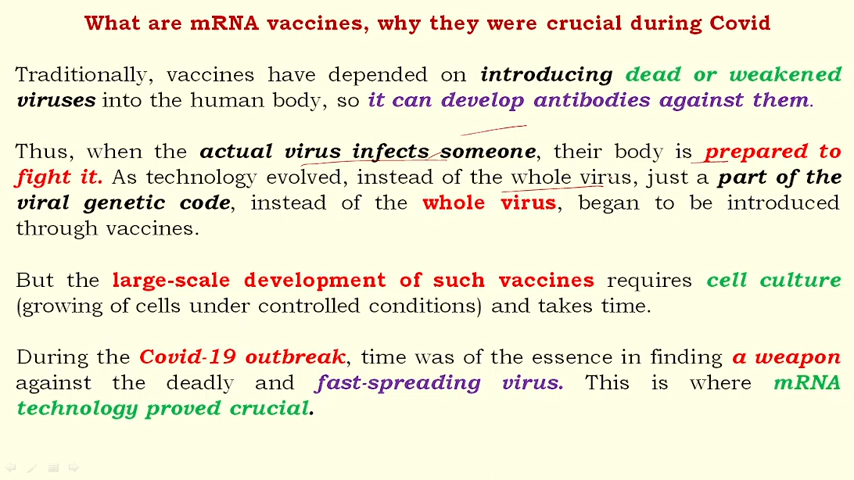 What are mRNA vaccines, why they were crucial during Covid
Traditionally, vaccines have depended on introducing dead or weakened
viruses into the human body, so it can develop antibodies against them.
Thus, when the actual virus infects someone, their body is prepared to
fight it. As technology evolved, instead of the whole virus, just a part of the
viral genetic code, instead of the whole virus, began to be introduced
through vaccines.
But the large-scale development of such vaccines requires cell culture
(growing of cells under controlled conditions) and takes time.
During the Covid-19 outbreak, time was of the essence in finding a weapon
against the deadly and fast-spreading virus. This is where mRNA
technology proved crucial.